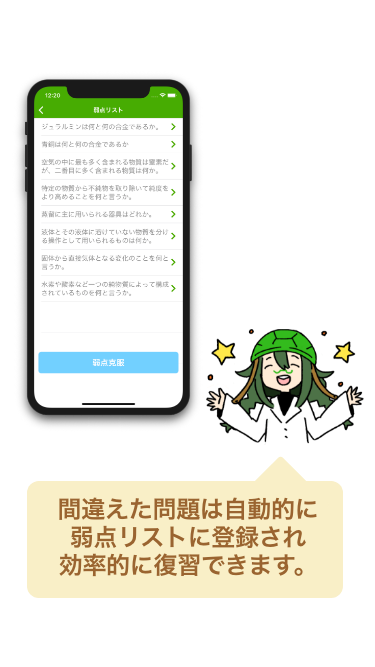 12:20
弱点リスト
ジュラルミンは何と何の合金であるか。
青銅は何と何の合金であるか
空気の中に最も多く含まれる物質は窒素だ
が、二番目に多く含まれる物質は何か。
特定の物質から不純物を取り除いて純度を
より高めることを何と言うか。
蒸留に主に用いられる器具はどれか。
液体とその液体に溶けていない物質を分け
る操作として用いられるものは何か。
固体から直接気体となる変化のことを何と
言うか。
水素や酸素など一つの純物質によって構成
されているものを何と言うか。
弱点克服
間違えた問題は自動的に
弱点リストに登録され
効率的に復習できます。